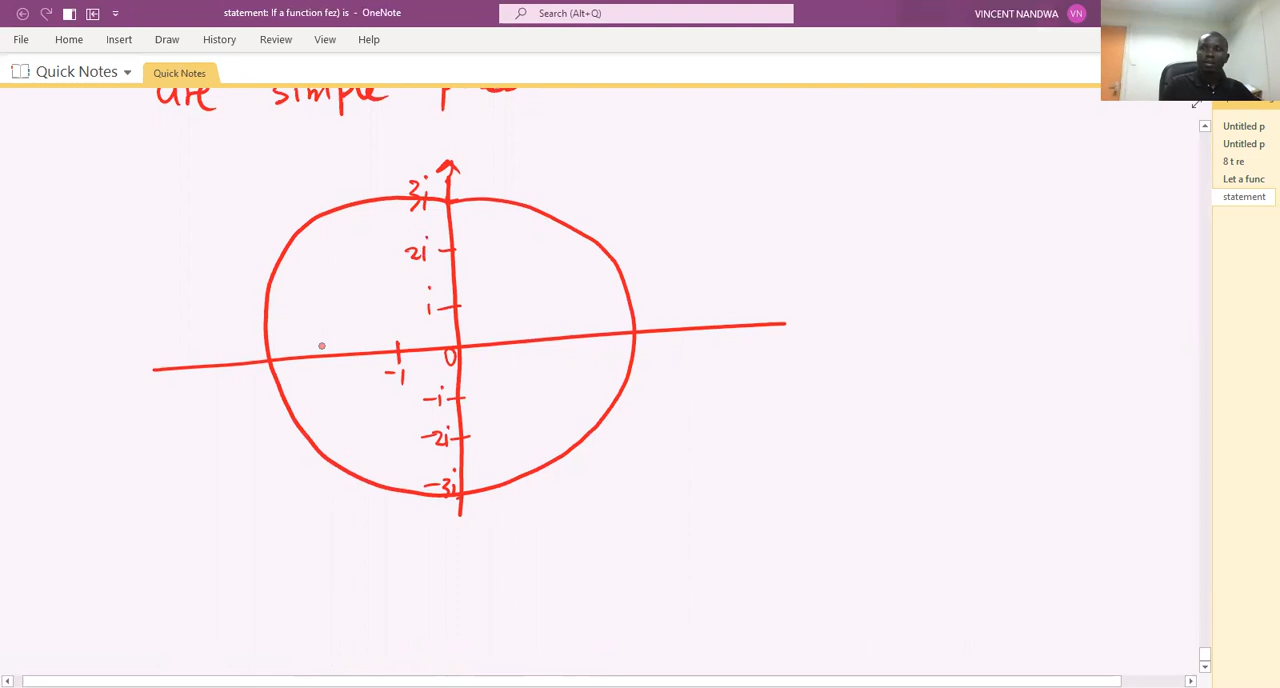 statement: If a function fez) is - OneNote
Search (Alt+Q)
VINCENT NANDWA
VN
File Home Insert Draw History Review View Help
Quick Notes
Quick Notes
are simple
Untitled p
Untitled p
8 t re
Let a func
statement
3i
2i
i
0
-1
-i
-2i
-3i